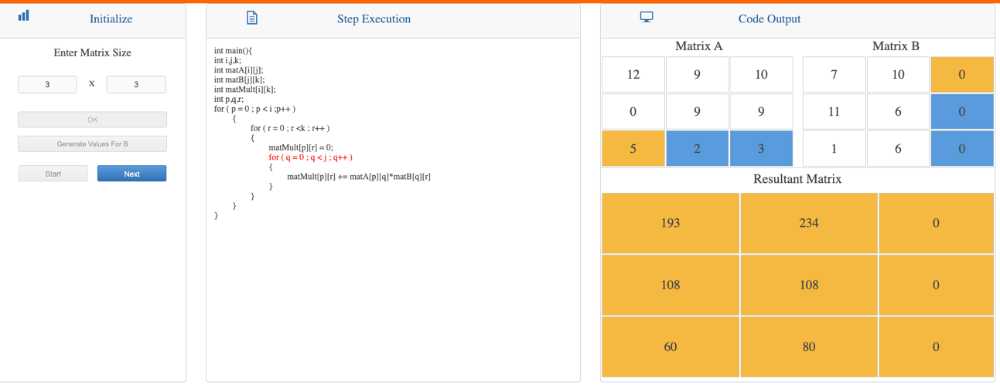 Initialize
Enter Matrix Size
3 X 3
OK
Generate Values For B
Start Next
Step Execution
int main(){
int i,j,k;
int matA[i][j];
int matB[j][k];
int matMult[i][k];
int p,q,r;
for ( p = 0 ; p < i ;p++ )
{
for ( r = 0 ; r <k ; r++ )
{
matMult[p][r] = 0;
for ( q = 0 ; q < j ; q++ )
{
matMult[p][r] += matA[p][q]*matB[q][r]
}
}
}
}
Code Output
Matrix A
12 9 10
0 9 9
5 2 3
Matrix B
7 10 0
11 6 0
1 6 0
Resultant Matrix
193 234 0
108 108 0
60 80 0